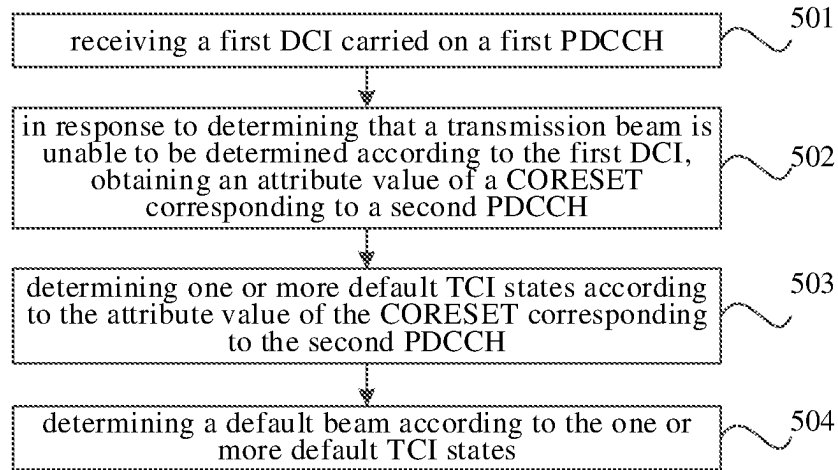 receiving a first DCI carried on a first PDCCH
501
in response to determining that a transmission beam is
unable to be determined according to the first DCI,
obtaining an attribute value of a CORESET
corresponding to a second PDCCH
502
determining one or more default TCI states according
to the attribute value of the CORESET corresponding
to the second PDCCH
503
determining a default beam according to the one or
more default TCI states
504